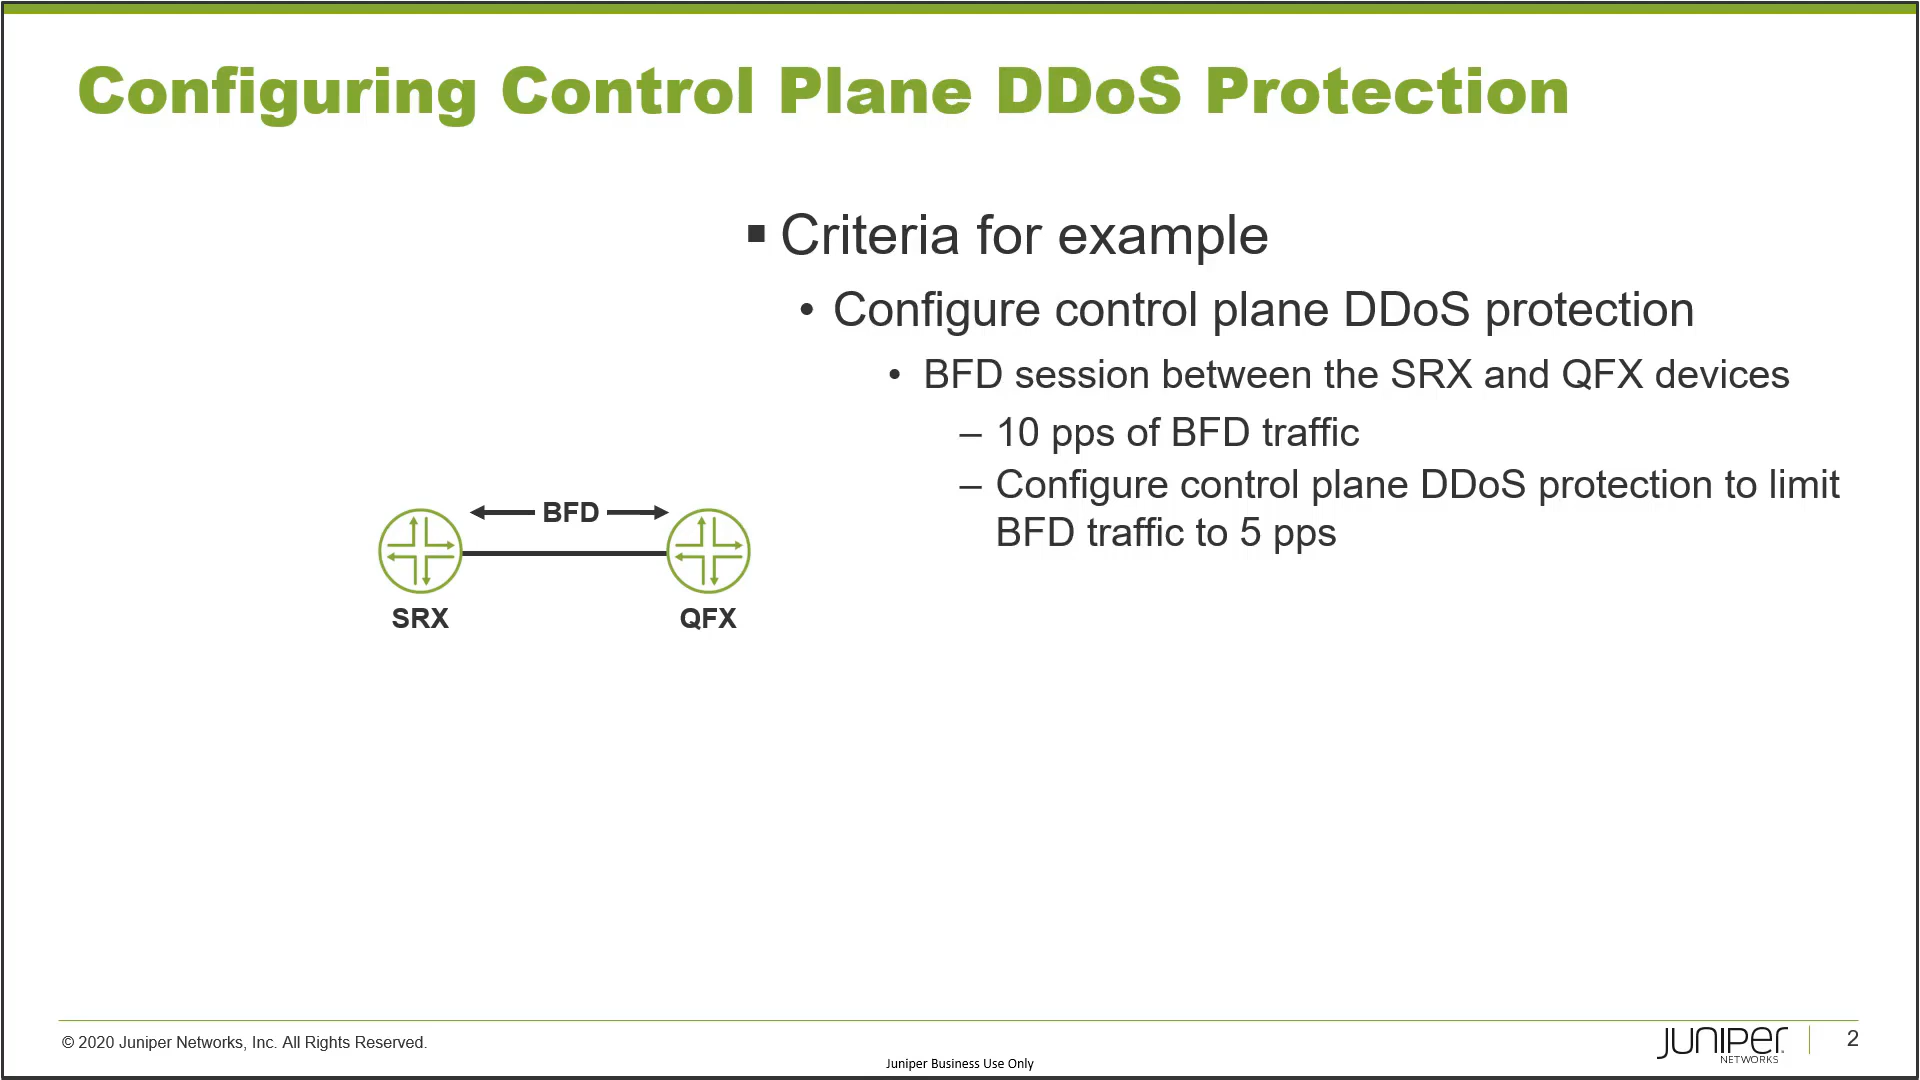 Configuring Control Plane DDoS Protection
▪ Criteria for example
• Configure control plane DDoS protection
• BFD session between the SRX and QFX devices
– 10 pps of BFD traffic
– Configure control plane DDoS protection to limit
BFD traffic to 5 pps
BFD
SRX
QFX
© 2020 Juniper Networks, Inc. All Rights Reserved.
Juniper Business Use Only
JUNIPER
NETWORKS
2